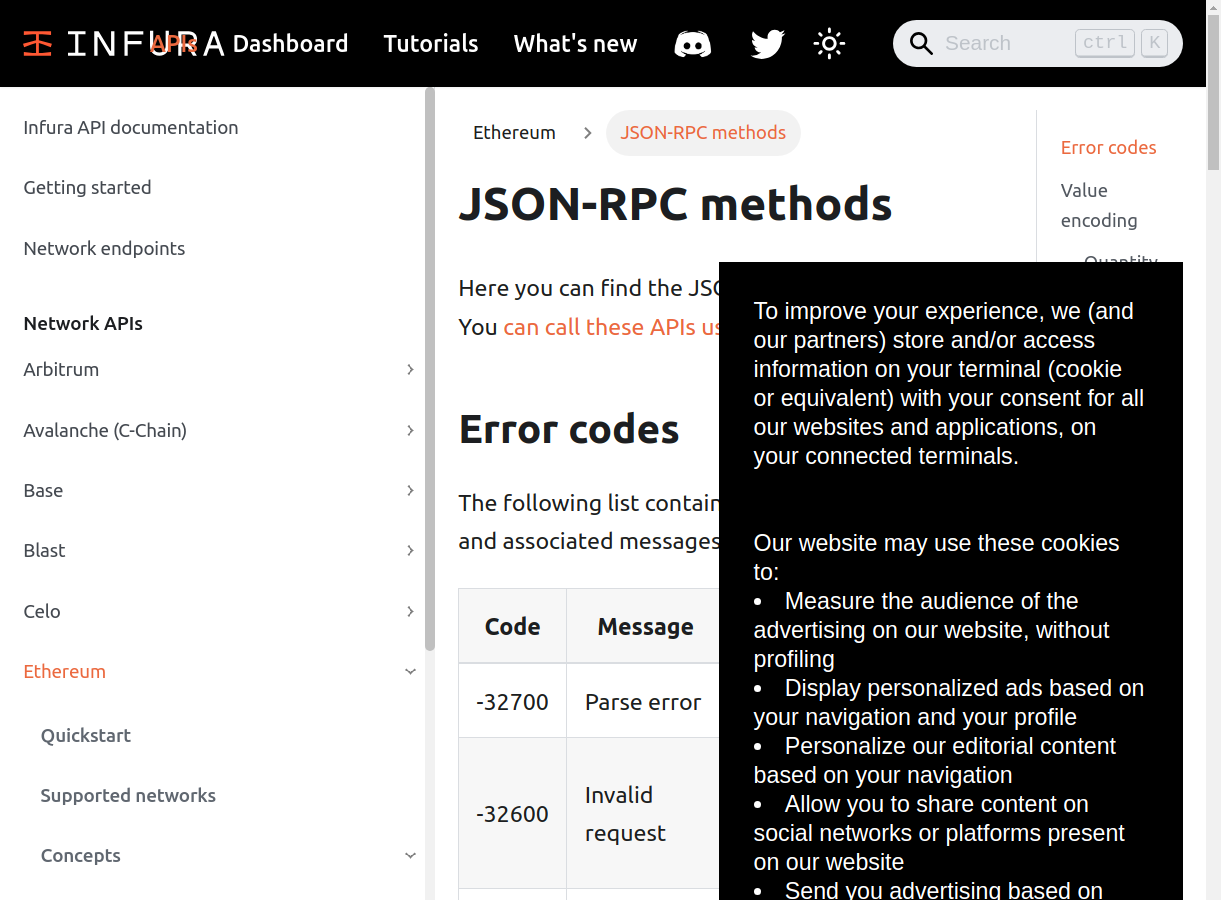 INFURA APIs Dashboard Tutorials What's new Search ctrl K
Infura API documentation
Getting started
Network endpoints
Network APIs
Arbitrum
Avalanche (C-Chain)
Base
Blast
Celo
Ethereum
Quickstart
Supported networks
Concepts
Ethereum JSON-RPC methods
JSON-RPC methods
Here you can find the JSO
You can call these APIs us
Error codes
The following list contain
and associated messages
Code Message
-32700 Parse error
-32600 Invalid
request
Error codes
Value
encoding
Quantity
To improve your experience, we (and
our partners) store and/or access
information on your terminal (cookie
or equivalent) with your consent for all
our websites and applications, on
your connected terminals.
Our website may use these cookies
to:
• Measure the audience of the
advertising on our website, without
profiling
• Display personalized ads based on
your navigation and your profile
• Personalize our editorial content
based on your navigation
• Allow you to share content on
social networks or platforms present
on our website
• Send you advertising based on